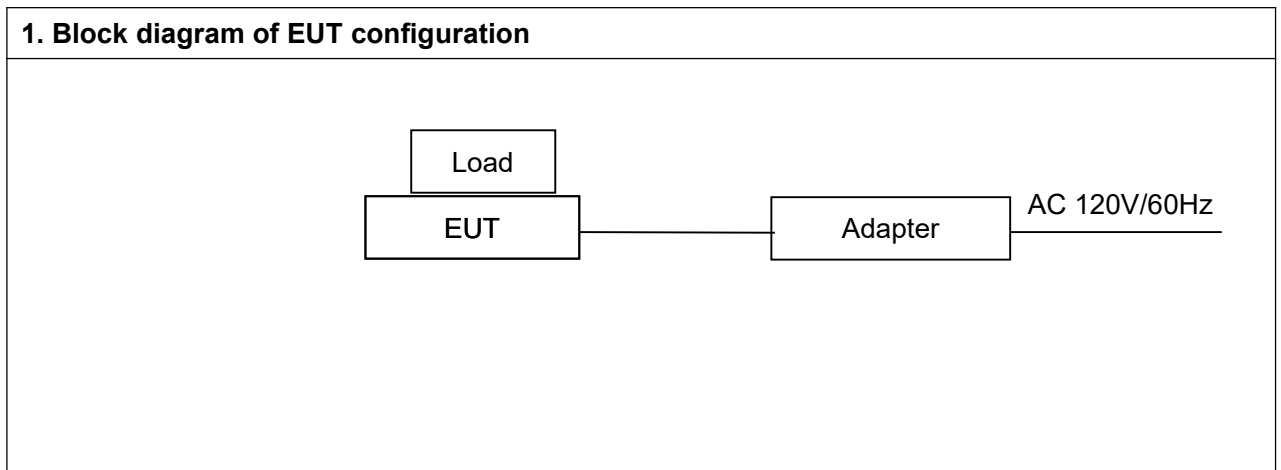 1. Block diagram of EUT configuration
Load
EUT
Adapter
AC 120V/60Hz